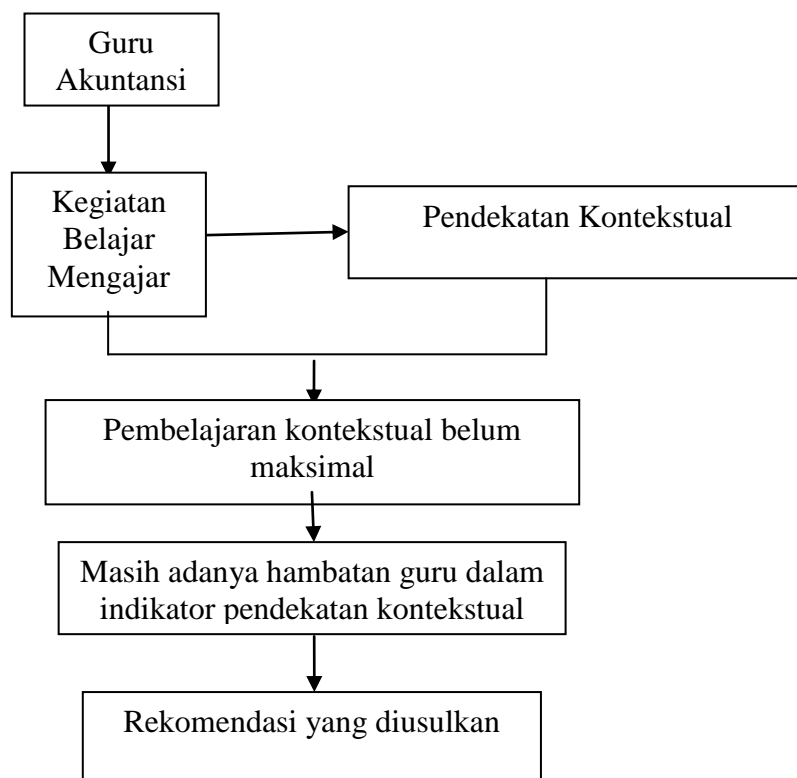 Guru
Akuntansi
Kegiatan
Belajar
Mengajar
Pendekatan Kontekstual
Pembelajaran kontekstual belum
maksimal
Masih adanya hambatan guru dalam
indikator pendekatan kontekstual
Rekomendasi yang diusulkan